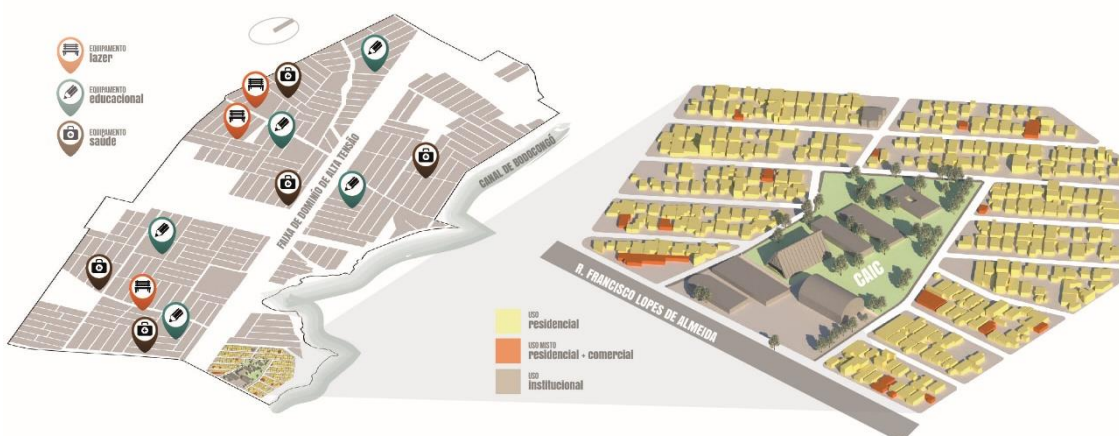 EQUIPAMENTO
lazer
EQUIPAMENTO
educacional
EQUIPAMENTO
saúde
FAIXA DE DOMÍNIO DE ALTA TENSÃO
CANAL DE BODOCONGÓ
CAIC
R. FRANCISCO LOPES DE ALMEIDA
USO
residencial
USO MISTO
residencial + comercial
USO
institucional